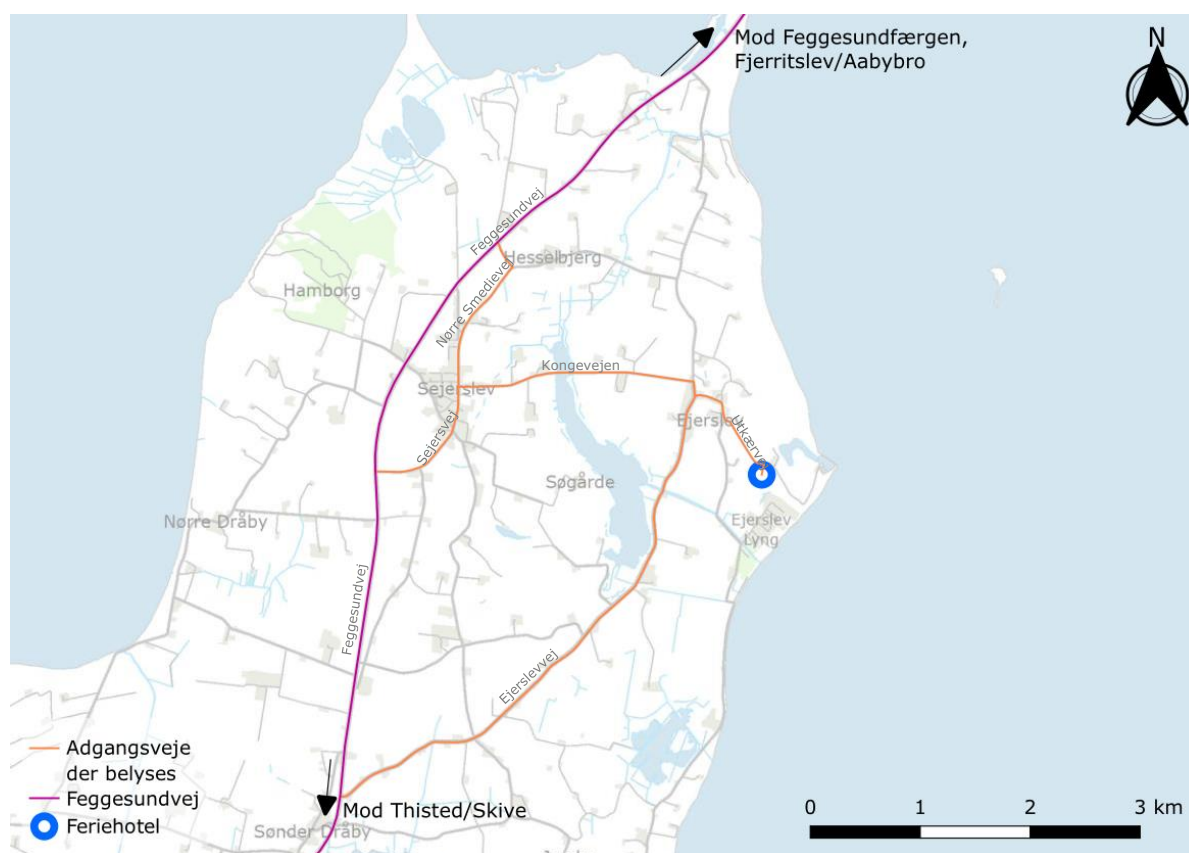 Mod Feggesundfærgen,
Fjerritslev/Aabybro
N
Feggesundvej
Hesselbjerg
Hamborg
Nørre Smedievej
Kongevejen
Sejerslev
Sejersvej
Utkærvej
Søgårde
Nørre Dråby
Ejerslev
Lyng
Feggesundvej
Ejerslevvej
Adgangsveje
der belyses
Feggesundvej
Feriehotel
Mod Thisted/Skive
Sønder Dråby
0 1 2 3 km